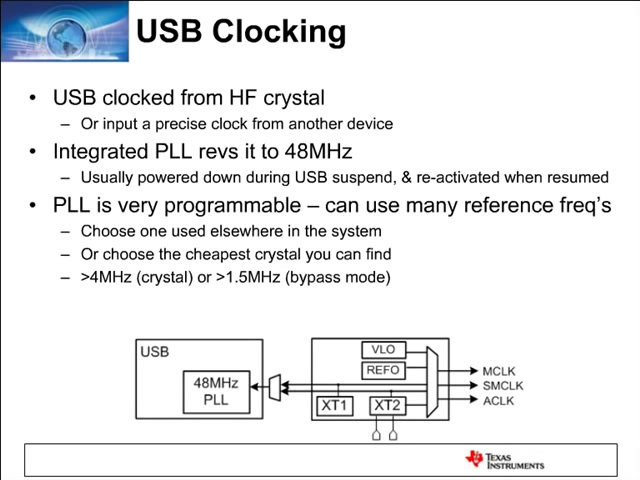 USB Clocking
• USB clocked from HF crystal
– Or input a precise clock from another device
• Integrated PLL revs it to 48MHz
– Usually powered down during USB suspend, & re-activated when resumed
• PLL is very programmable – can use many reference freq's
– Choose one used elsewhere in the system
– Or choose the cheapest crystal you can find
– >4MHz (crystal) or >1.5MHz (bypass mode)
USB
48MHz
PLL
VLO
REFO
XT1
XT2
MCLK
SMCLK
ACLK
TEXAS
INSTRUMENTS